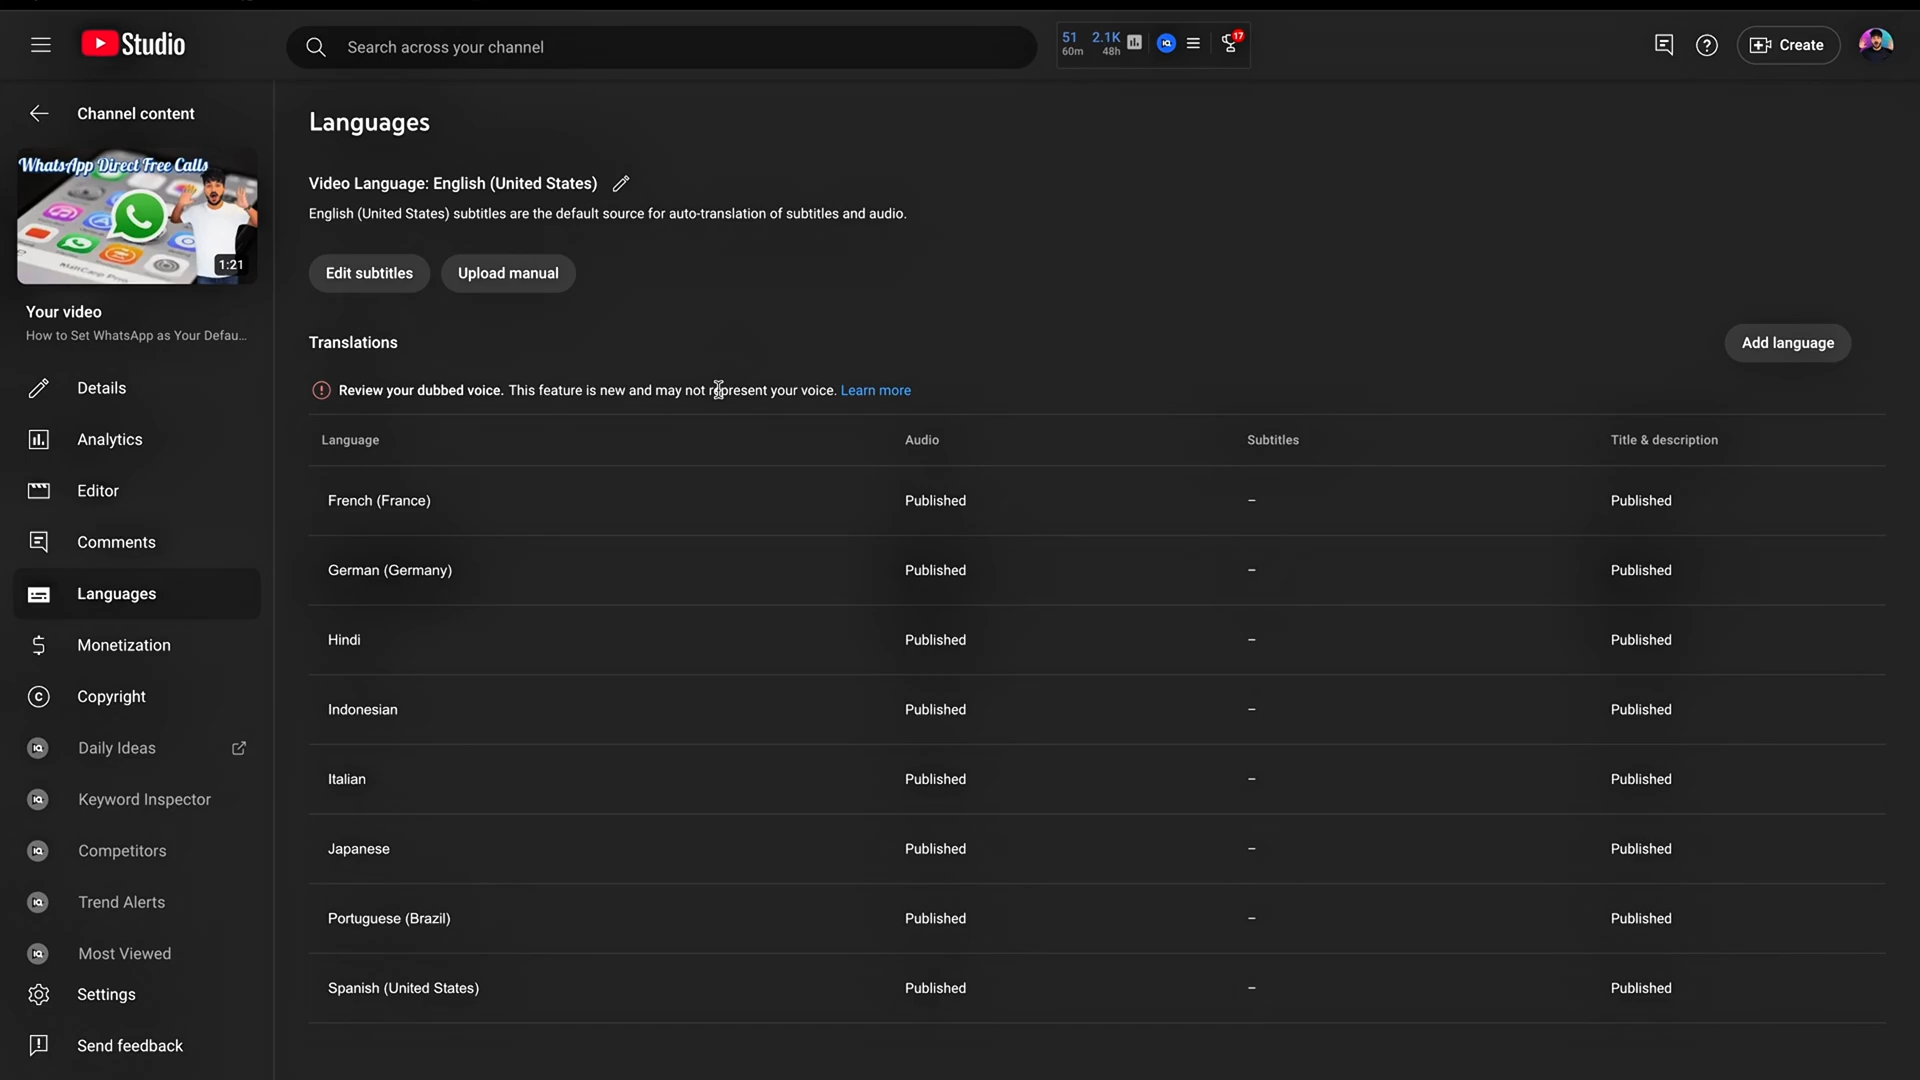 Studio
Search across your channel
51 2.1K
60m 48h
17
Create
Channel content
WhatsApp Direct Free Calls
1:21
Your video
How to Set WhatsApp as Your Defau...
Details
Analytics
Editor
Comments
Languages
Monetization
Copyright
Daily Ideas
Keyword Inspector
Competitors
Trend Alerts
Most Viewed
Settings
Send feedback
Languages
Video Language: English (United States)
English (United States) subtitles are the default source for auto-translation of subtitles and audio.
Edit subtitles Upload manual
Translations
Add language
Review your dubbed voice. This feature is new and may not represent your voice. Learn more
Language Audio Subtitles Title & description
French (France) Published – Published
German (Germany) Published – Published
Hindi Published – Published
Indonesian Published – Published
Italian Published – Published
Japanese Published – Published
Portuguese (Brazil) Published – Published
Spanish (United States) Published – Published